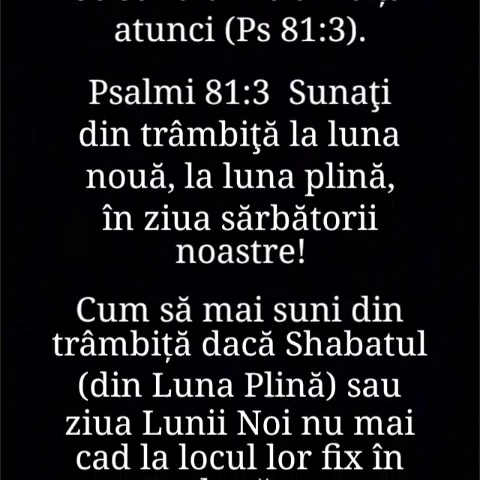 atunci (Ps 81:3).
Psalmi 81:3 Sunaţi
din trâmbiţă la luna
nouă, la luna plină,
în ziua sărbătorii
noastre!
Cum să mai suni din
trâmbiță dacă Shabatul
(din Luna Plină) sau
ziua Lunii Noi nu mai
cad la locul lor fix în